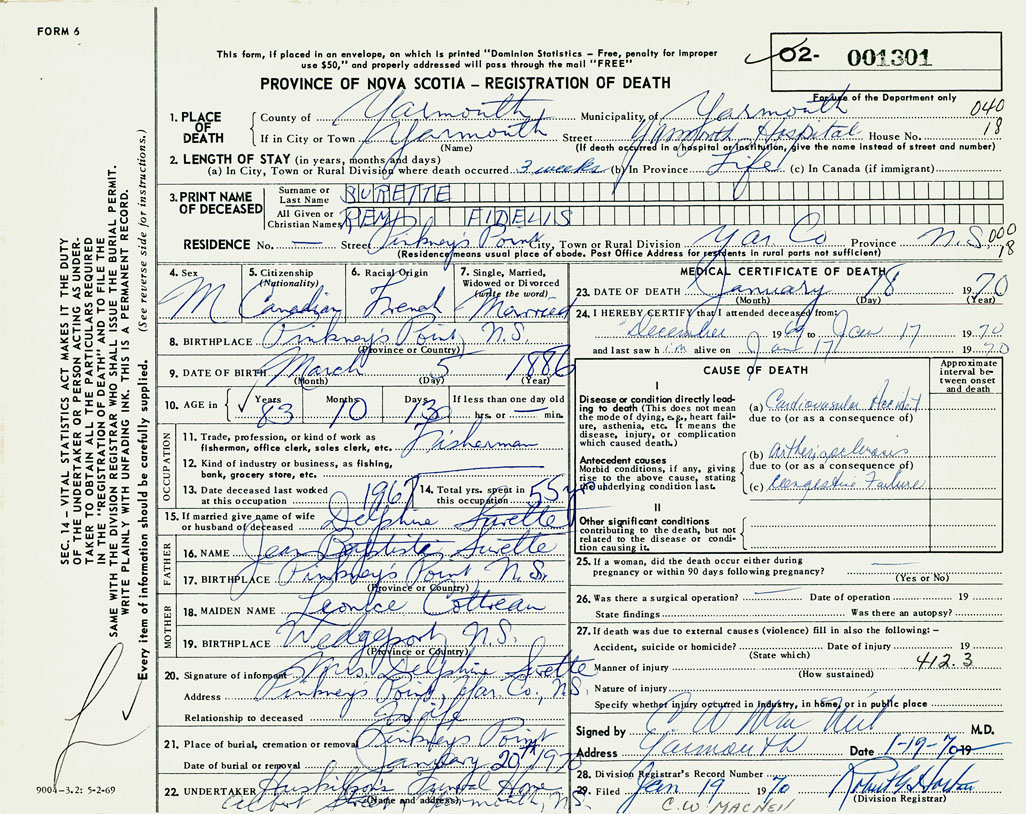 FORM 6
This form, if placed in an envelope, on which is printed "Dominion Statistics – Free, penalty for improper
use $50," and properly addressed will pass through the mail "FREE"
02- 001301
For use of the Department only
PROVINCE OF NOVA SCOTIA – REGISTRATION OF DEATH
040
18
1. PLACE OF DEATH
County of Yarmouth Municipality of Yarmouth
If in City or Town Yarmouth Street Yarmouth Hospital House No.
(Name) (If death occurred in a hospital or institution, give the name instead of street and number)
2. LENGTH OF STAY (in years, months and days)
(a) In City, Town or Rural Division where death occurred 3 weeks (b) In Province Life (c) In Canada (if immigrant)
3. PRINT NAME OF DECEASED
Surname or Last Name SURETTE
All Given or Christian Names REMI FIDELIS
RESIDENCE No. — Street Pinkney's Point City, Town or Rural Division Yar. Co Province N.S.
(Residence means usual place of abode. Post Office Address for residents in rural parts not sufficient)
000
18
4. Sex M
5. Citizenship (Nationality) Canadian
6. Racial Origin French
7. Single, Married, Widowed or Divorced (write the word) Married
8. BIRTHPLACE Pinkney's Point, N.S.
(Province or Country)
9. DATE OF BIRTH March 5 1886
(Month) (Day) (Year)
10. AGE in Years 83 Months 10 Days 13 If less than one day old hrs. or — min.
OCCUPATION
11. Trade, profession, or kind of work as
fisherman, office clerk, sales clerk, etc. Fisherman
12. Kind of industry or business, as fishing,
bank, grocery store, etc.
13. Date deceased last worked
at this occupation 1967
14. Total yrs. spent in
this occupation 55 yrs
15. If married give name of wife
or husband of deceased Delphine Surette
FATHER
16. NAME Jean Baptiste Surette
17. BIRTHPLACE Pinkney's Point, N.S.
(Province or Country)
MOTHER
18. MAIDEN NAME Leonice Cottreau
19. BIRTHPLACE Wedgeport, N.S.
(Province or Country)
20. Signature of informant Mrs. Delphine Surette
Address Pinkney's Point, Yar. Co., N.S.
Relationship to deceased
21. Place of burial, cremation or removal Pinkney's Point
Date of burial or removal January 20th 1970
22. UNDERTAKER Huskilson's Funeral Home
(Name and address)
Albert Street, Yarmouth, N.S.
MEDICAL CERTIFICATE OF DEATH
23. DATE OF DEATH January 18 1970
(Month) (Day) (Year)
24. I HEREBY CERTIFY that I attended deceased from:
December 1969 to Jan 17 1970
and last saw him alive on Jan 17 1970
CAUSE OF DEATH
Approximate interval between onset and death
I
Disease or condition directly leading to death (This does not mean the mode of dying, e.g., heart failure, asthenia, etc. It means the disease, injury, or complication which caused death.)
(a) Cardiovascular Accident
due to (or as a consequence of)
Antecedent causes
Morbid conditions, if any, giving rise to the above cause, stating the underlying condition last.
(b) Artheriosclerosis
due to (or as a consequence of)
(c) Congestive Failure
II
Other significant conditions
contributing to the death, but not related to the disease or condition causing it.
25. If a woman, did the death occur either during
pregnancy or within 90 days following pregnancy? —
(Yes or No)
26. Was there a surgical operation? — Date of operation 19
State findings Was there an autopsy?
27. If death was due to external causes (violence) fill in also the following: –
Accident, suicide or homicide? Date of injury 19
(State which)
412.3
Manner of injury
(How sustained)
Nature of injury
Specify whether injury occurred in industry, in home, or in public place
Signed by C W MacNeil M.D.
Address Yarmouth Date 1-19-70 19
28. Division Registrar's Record Number
29. Filed Jan 19 1970
(Division Registrar)
C.W. MACNEIL
SEC. 14 – VITAL STATISTICS ACT MAKES IT THE DUTY
OF THE UNDERTAKER OR PERSON ACTING AS UNDER-
TAKER TO OBTAIN ALL THE PARTICULARS REQUIRED
IN THE "REGISTRATION OF DEATH" AND TO FILE THE
SAME WITH THE DIVISION REGISTRAR WHO SHALL ISSUE THE BURIAL PERMIT.
WRITE PLAINLY WITH UNFADING INK. THIS IS A PERMANENT RECORD.
Every item of information should be carefully supplied. (See reverse side for instructions.)
9004-3.2: 5-2-69